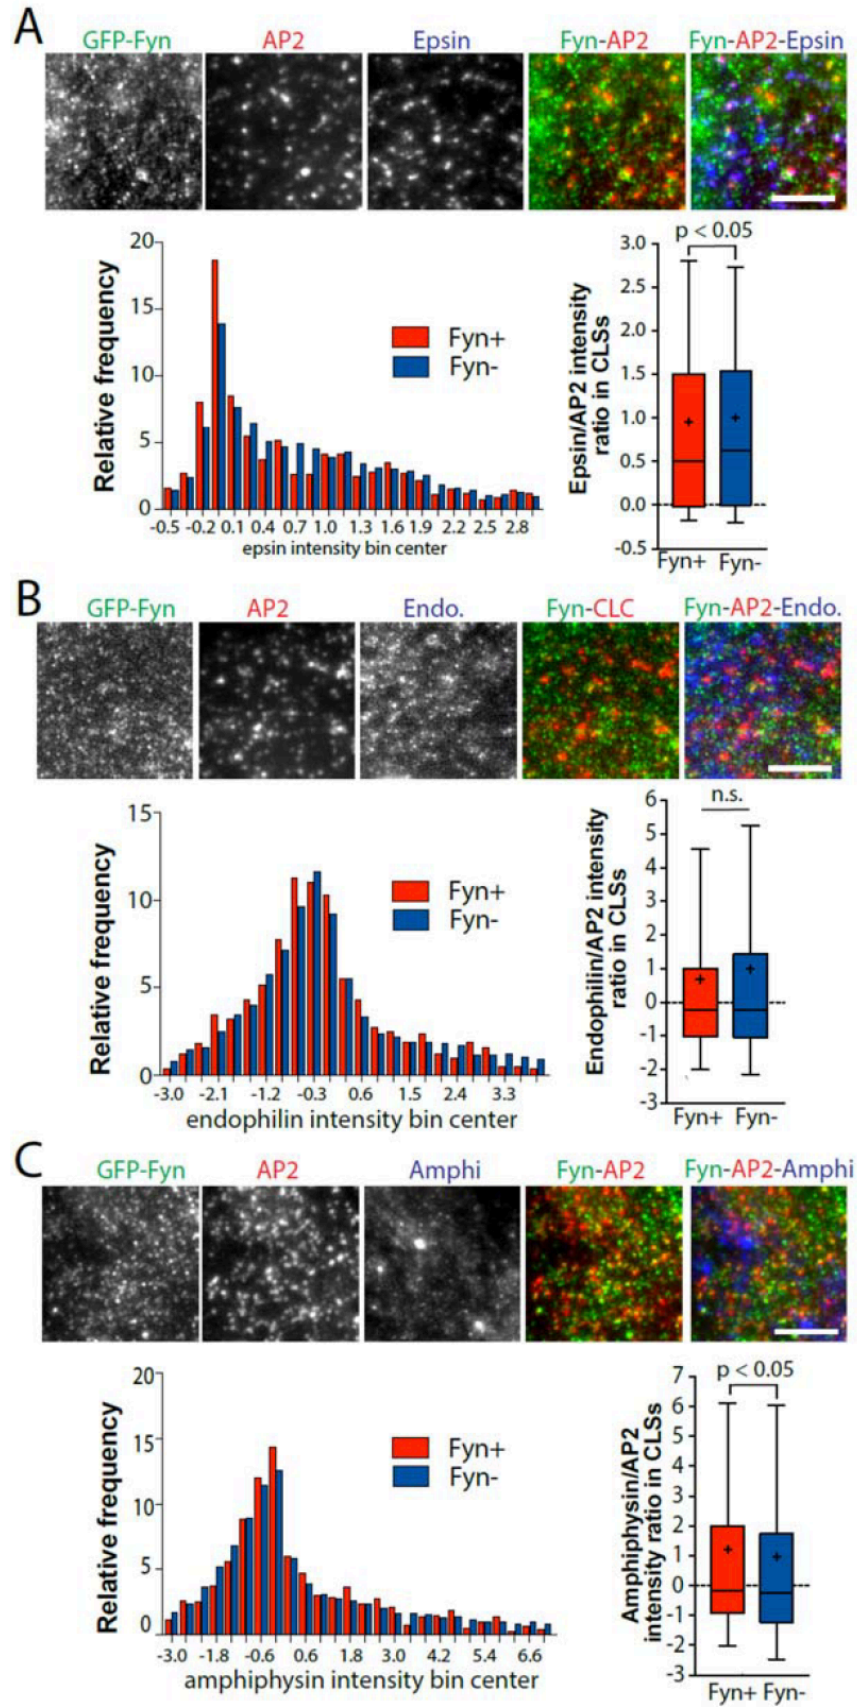 A
GFP-Fyn AP2 Epsin Fyn-AP2 Fyn-AP2-Epsin
Relative frequency
20
15
10
5
0
Fyn+
Fyn-
-0.5 -0.2 0.1 0.4 0.7 1.0 1.3 1.6 1.9 2.2 2.5 2.8
epsin intensity bin center
Epsin/AP2 intensity
ratio in CLSs
p < 0.05
3.0
2.5
2.0
1.5
1.0
0.5
0.0
-0.5
Fyn+ Fyn-
B
GFP-Fyn AP2 Endo. Fyn-CLC Fyn-AP2-Endo.
Relative frequency
15
10
5
0
Fyn+
Fyn-
-3.0 -2.1 -1.2 -0.3 0.6 1.5 2.4 3.3
endophilin intensity bin center
Endophilin/AP2 intensity
ratio in CLSs
n.s.
6
5
4
3
2
1
0
-1
-2
-3
Fyn+ Fyn-
C
GFP-Fyn AP2 Amphi Fyn-AP2 Fyn-AP2-Amphi
Relative frequency
20
15
10
5
0
Fyn+
Fyn-
-3.0 -1.8 -0.6 0.6 1.8 3.0 4.2 5.4 6.6
amphiphysin intensity bin center
Amphiphysin/AP2
intensity ratio in CLSs
p < 0.05
7
6
5
4
3
2
1
0
-1
-2
-3
Fyn+ Fyn-